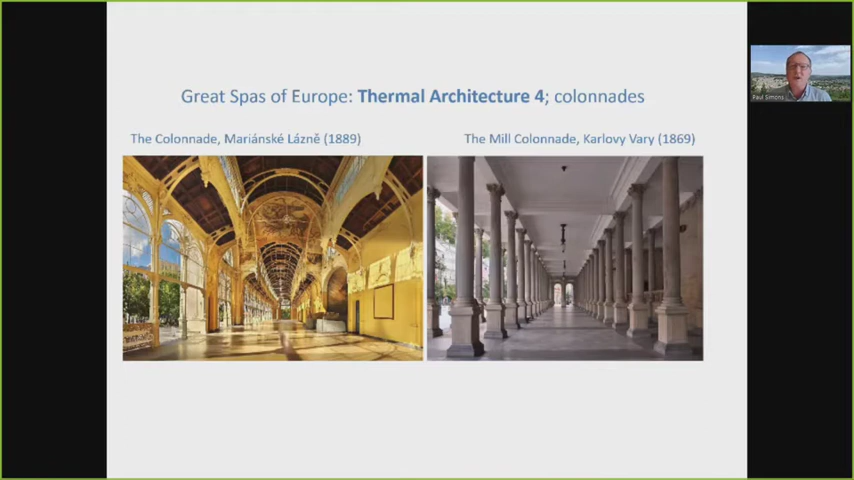 Great Spas of Europe: Thermal Architecture 4; colonnades
The Colonnade, Mariánské Lázně (1889)
The Mill Colonnade, Karlovy Vary (1869)
Paul Simons